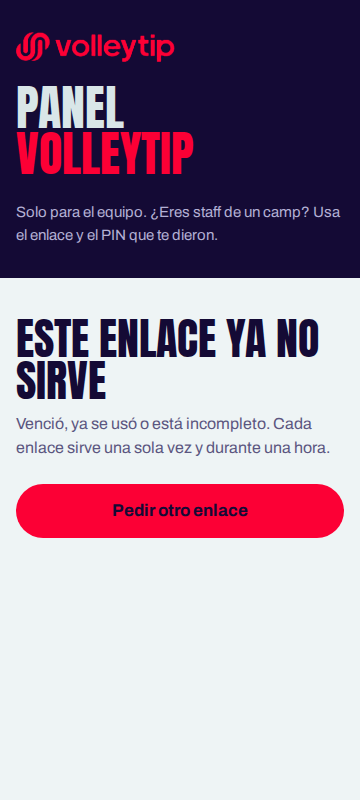 volleytip
PANEL
VOLLEYTIP
Solo para el equipo. ¿Eres staff de un camp? Usa
el enlace y el PIN que te dieron.
ESTE ENLACE YA NO
SIRVE
Venció, ya se usó o está incompleto. Cada
enlace sirve una sola vez y durante una hora.
Pedir otro enlace